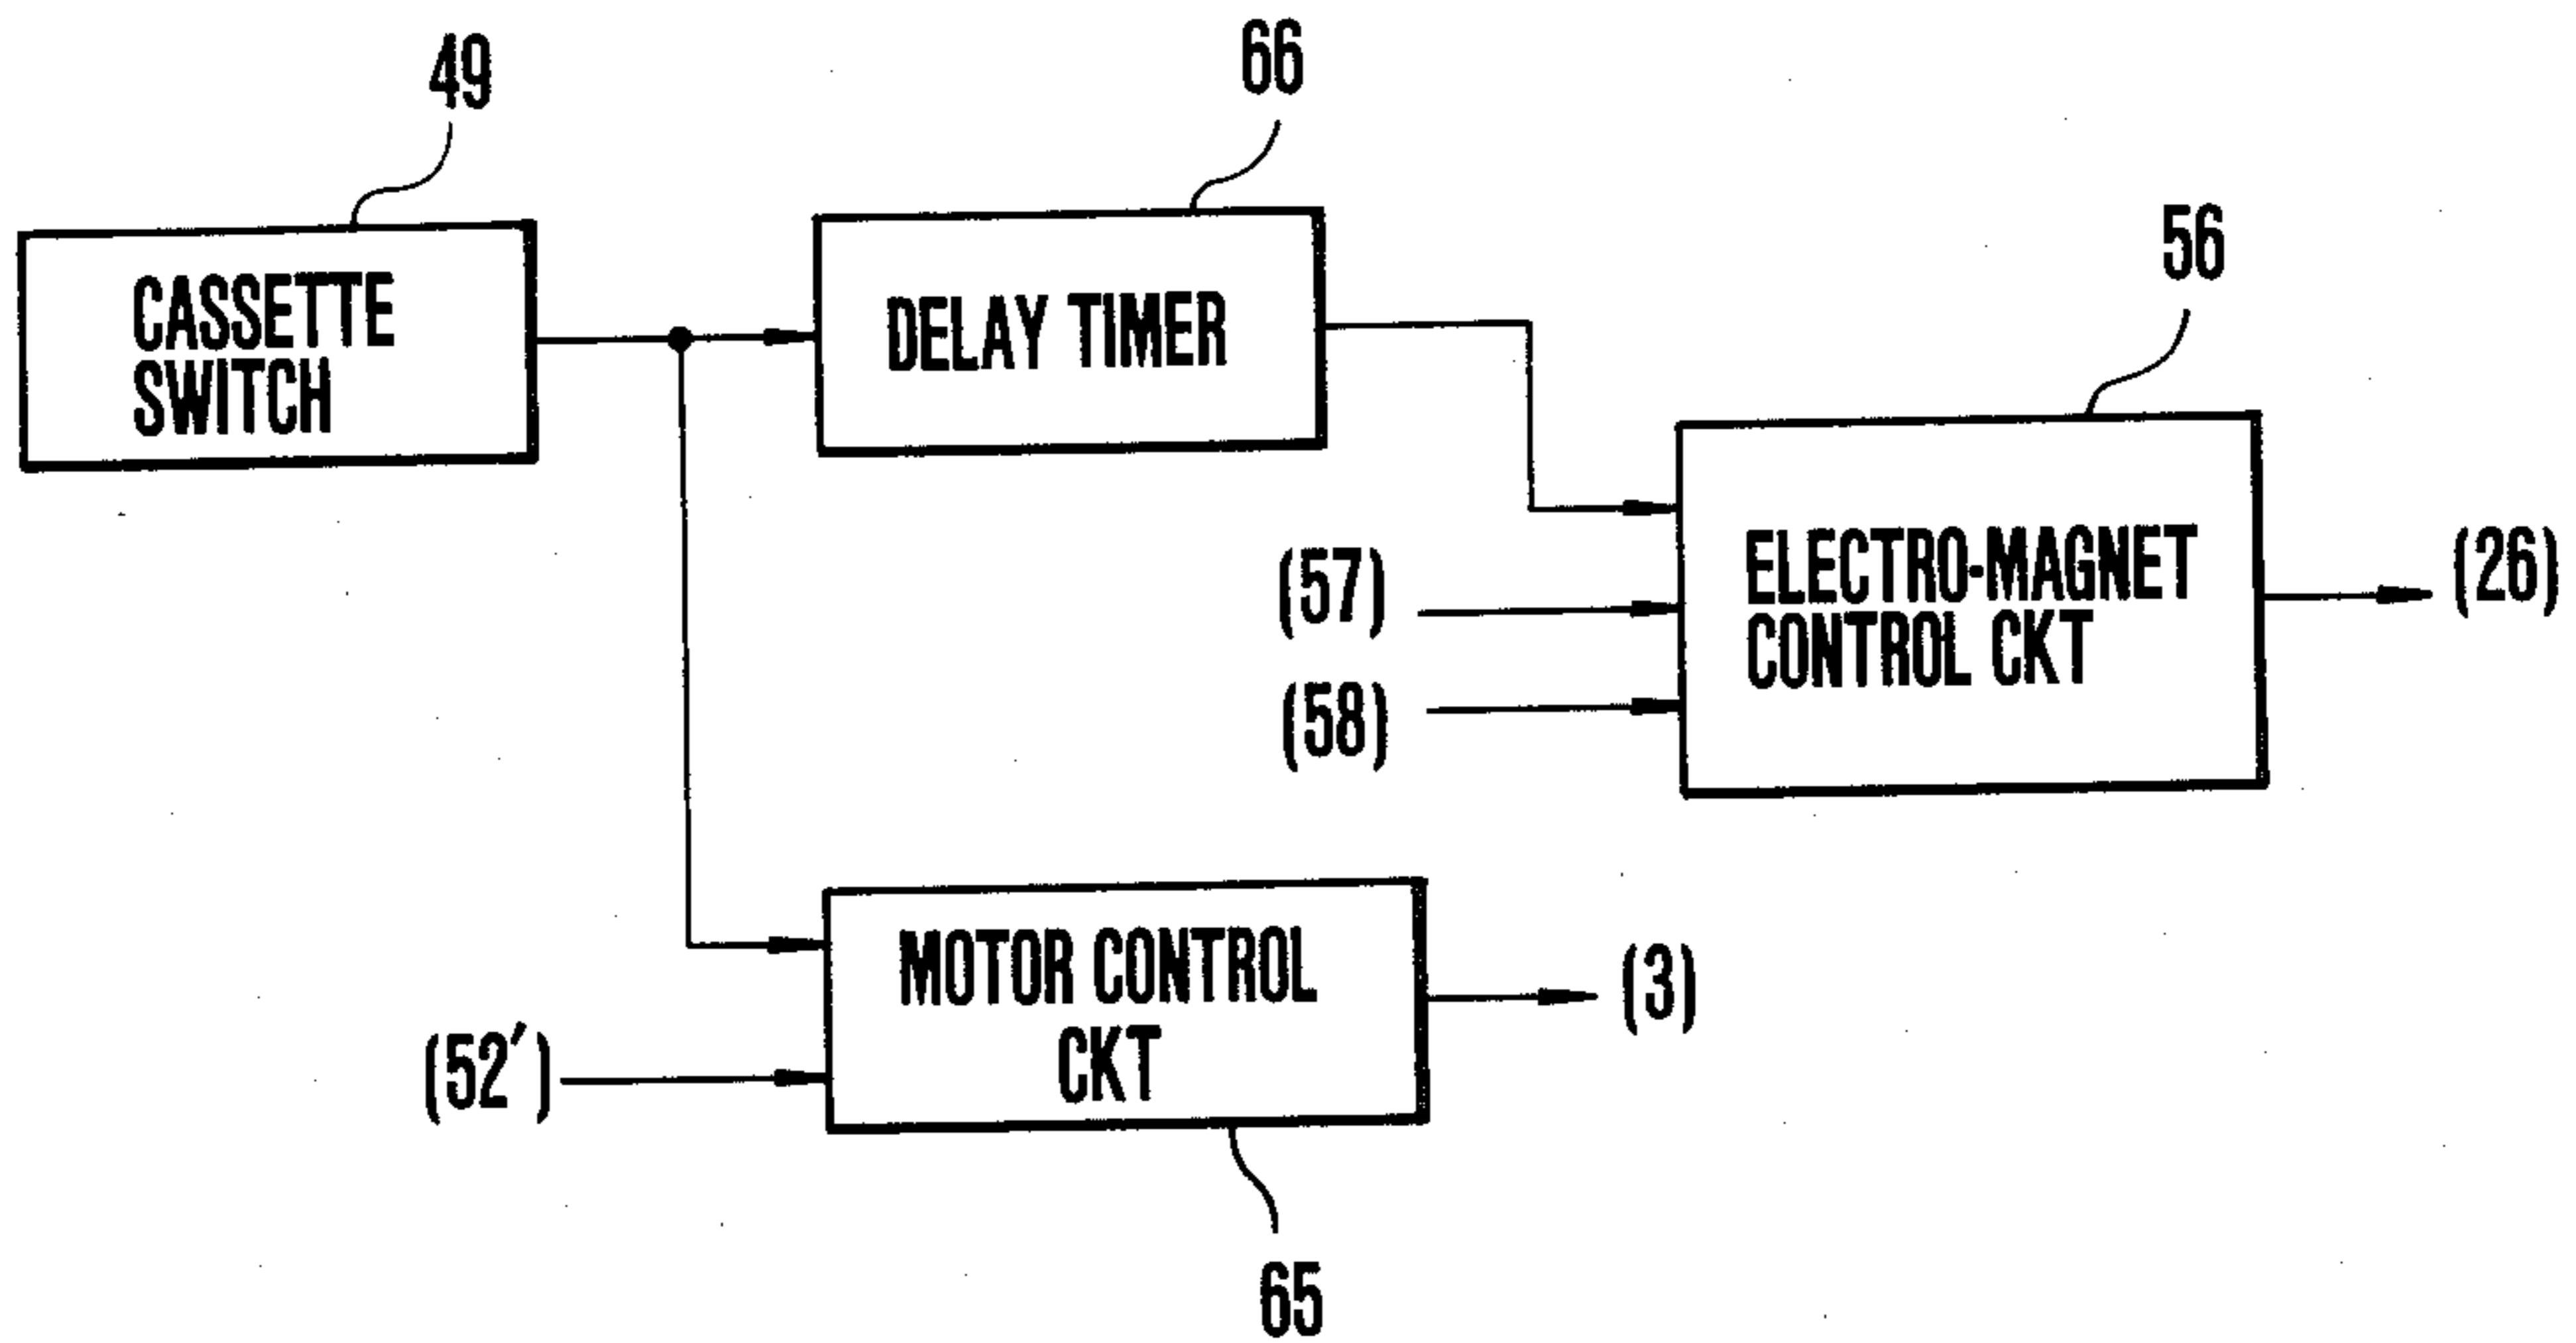 49
66
56
CASSETTE
SWITCH
DELAY TIMER
ELECTRO-MAGNET
CONTROL CKT
(57)
(58)
(26)
MOTOR CONTROL
CKT
(52′)
(3)
65